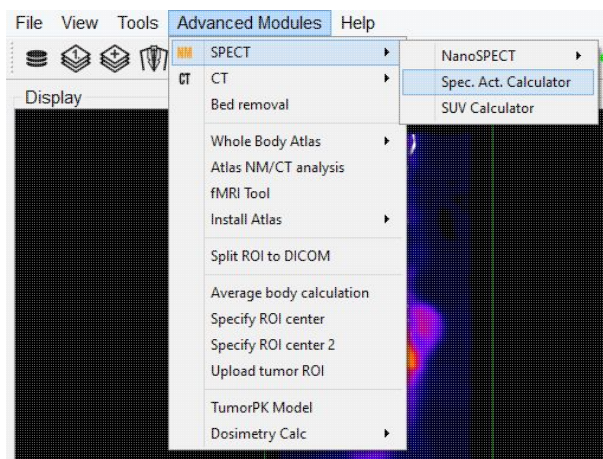 File View Tools Advanced Modules Help
1 +
Display
NM SPECT
CT CT
Bed removal
Whole Body Atlas
Atlas NM/CT analysis
fMRI Tool
Install Atlas
Split ROI to DICOM
Average body calculation
Specify ROI center
Specify ROI center 2
Upload tumor ROI
TumorPK Model
Dosimetry Calc
NanoSPECT
Spec. Act. Calculator
SUV Calculator